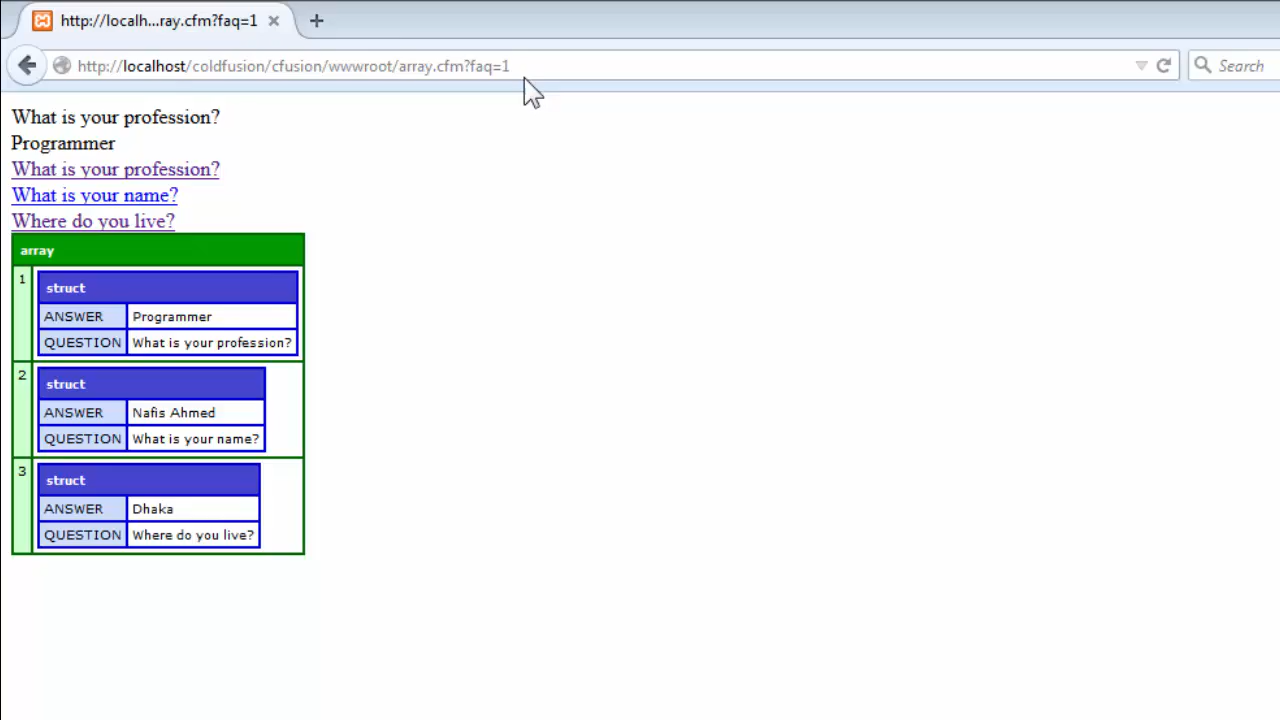 http://localh...ray.cfm?faq=1
http://localhost/coldfusion/cfusion/wwwroot/array.cfm?faq=1
Search
What is your profession?
Programmer
What is your profession?
What is your name?
Where do you live?
array
1
struct
ANSWER Programmer
QUESTION What is your profession?
2
struct
ANSWER Nafis Ahmed
QUESTION What is your name?
3
struct
ANSWER Dhaka
QUESTION Where do you live?